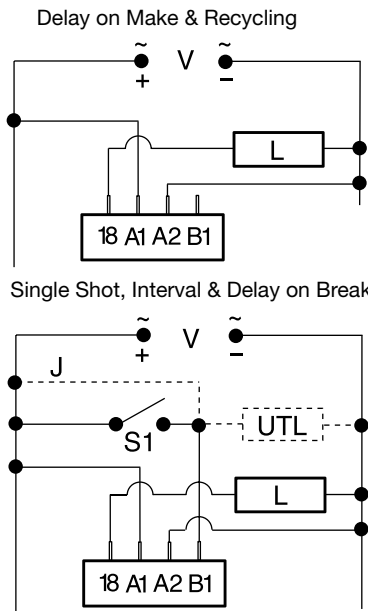 Delay on Make & Recycling
~ V ~
+ −
L
18 A1 A2 B1
Single Shot, Interval & Delay on Break
~ V ~
+ −
J
S1 UTL
L
18 A1 A2 B1